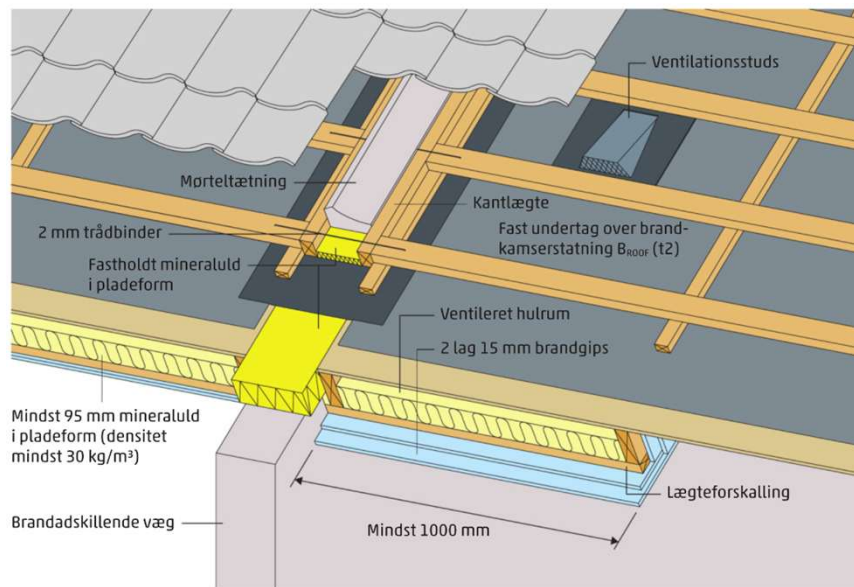 Ventilationsstuds
Mørteltætning
Kantlægte
2 mm trådbinder
Fast undertag over brand-
kamserstatning BROOF (t2)
Fastholdt mineraluld
i pladeform
Ventileret hulrum
2 lag 15 mm brandgips
Mindst 95 mm mineraluld
i pladeform (densitet
mindst 30 kg/m³)
Lægteforskalling
Brandadskillende væg
Mindst 1000 mm